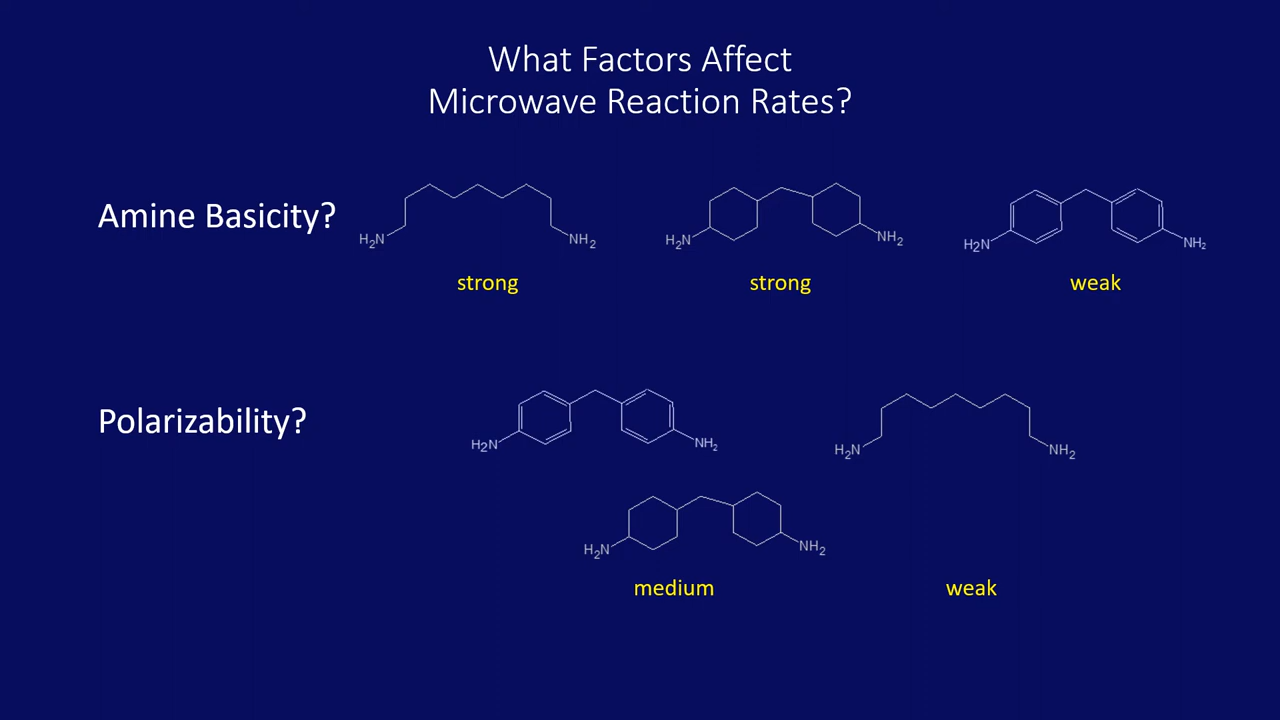 What Factors Affect
Microwave Reaction Rates?
Amine Basicity?
H₂N NH₂ H₂N NH₂ H₂N NH₂
strong strong weak
Polarizability?
H₂N NH₂ H₂N NH₂
H₂N NH₂
medium weak